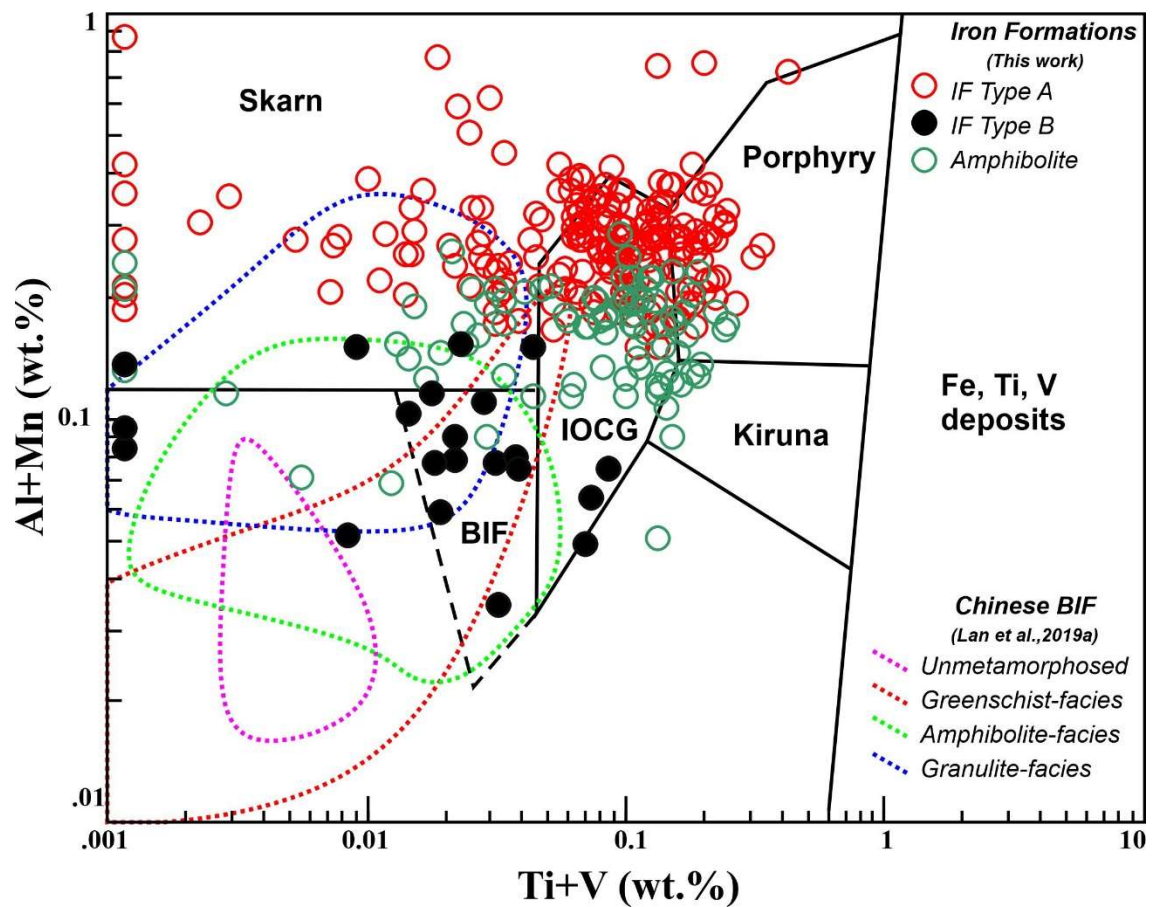 1
Iron Formations
(This work)
IF Type A
IF Type B
Amphibolite
Skarn
Porphyry
Al+Mn (wt.%)
0.1
IOCG
Kiruna
Fe, Ti, V
deposits
BIF
Chinese BIF
(Lan et al.,2019a)
Unmetamorphosed
Greenschist-facies
Amphibolite-facies
Granulite-facies
.01
.001
0.01
0.1
1
10
Ti+V (wt.%)